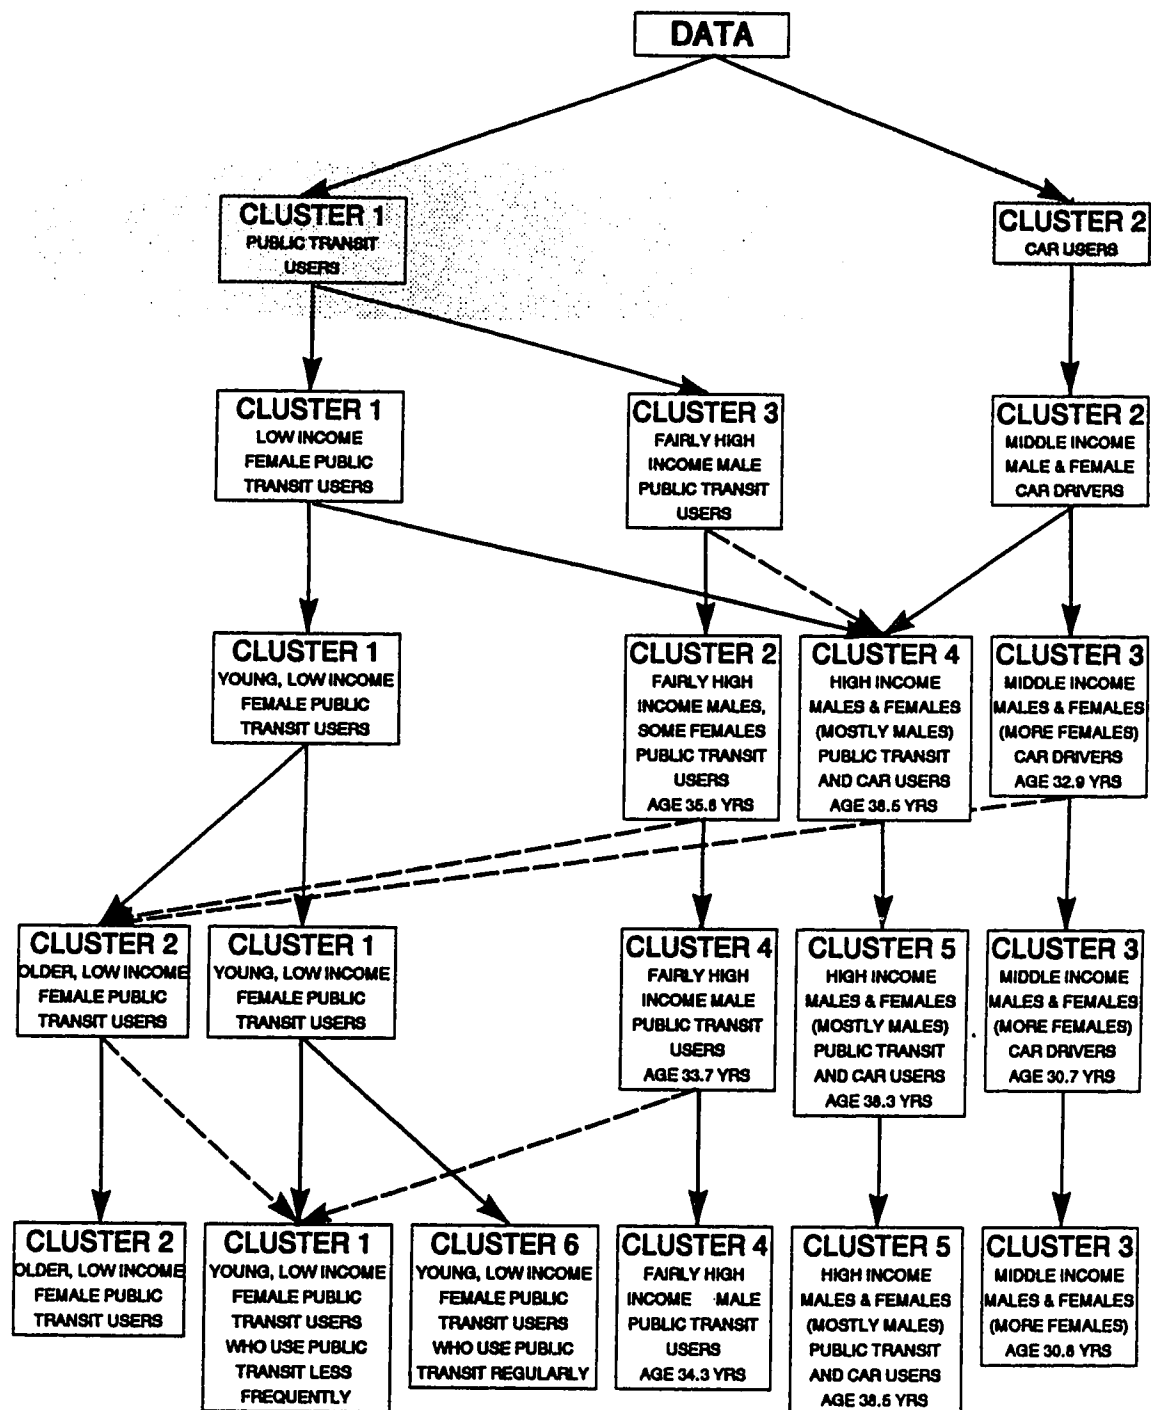 DATA
CLUSTER 1
PUBLIC TRANSIT
USERS
CLUSTER 2
CAR USERS
CLUSTER 1
LOW INCOME
FEMALE PUBLIC
TRANSIT USERS
CLUSTER 3
FAIRLY HIGH
INCOME MALE
PUBLIC TRANSIT
USERS
CLUSTER 2
MIDDLE INCOME
MALE & FEMALE
CAR DRIVERS
CLUSTER 1
YOUNG, LOW INCOME
FEMALE PUBLIC
TRANSIT USERS
CLUSTER 2
FAIRLY HIGH
INCOME MALES,
SOME FEMALES
PUBLIC TRANSIT
USERS
AGE 35.6 YRS
CLUSTER 4
HIGH INCOME
MALES & FEMALES
(MOSTLY MALES)
PUBLIC TRANSIT
AND CAR USERS
AGE 38.5 YRS
CLUSTER 3
MIDDLE INCOME
MALES & FEMALES
(MORE FEMALES)
CAR DRIVERS
AGE 32.9 YRS
CLUSTER 2
OLDER, LOW INCOME
FEMALE PUBLIC
TRANSIT USERS
CLUSTER 1
YOUNG, LOW INCOME
FEMALE PUBLIC
TRANSIT USERS
CLUSTER 4
FAIRLY HIGH
INCOME MALE
PUBLIC TRANSIT
USERS
AGE 33.7 YRS
CLUSTER 5
HIGH INCOME
MALES & FEMALES
(MOSTLY MALES)
PUBLIC TRANSIT
AND CAR USERS
AGE 38.3 YRS
CLUSTER 3
MIDDLE INCOME
MALES & FEMALES
(MORE FEMALES)
CAR DRIVERS
AGE 30.7 YRS
CLUSTER 2
OLDER, LOW INCOME
FEMALE PUBLIC
TRANSIT USERS
CLUSTER 1
YOUNG, LOW INCOME
FEMALE PUBLIC
TRANSIT USERS
WHO USE PUBLIC
TRANSIT LESS
FREQUENTLY
CLUSTER 6
YOUNG, LOW INCOME
FEMALE PUBLIC
TRANSIT USERS
WHO USE PUBLIC
TRANSIT REGULARLY
CLUSTER 4
FAIRLY HIGH
INCOME MALE
PUBLIC TRANSIT
USERS
AGE 34.3 YRS
CLUSTER 5
HIGH INCOME
MALES & FEMALES
(MOSTLY MALES)
PUBLIC TRANSIT
AND CAR USERS
AGE 38.5 YRS
CLUSTER 3
MIDDLE INCOME
MALES & FEMALES
(MORE FEMALES)
AGE 30.6 YRS